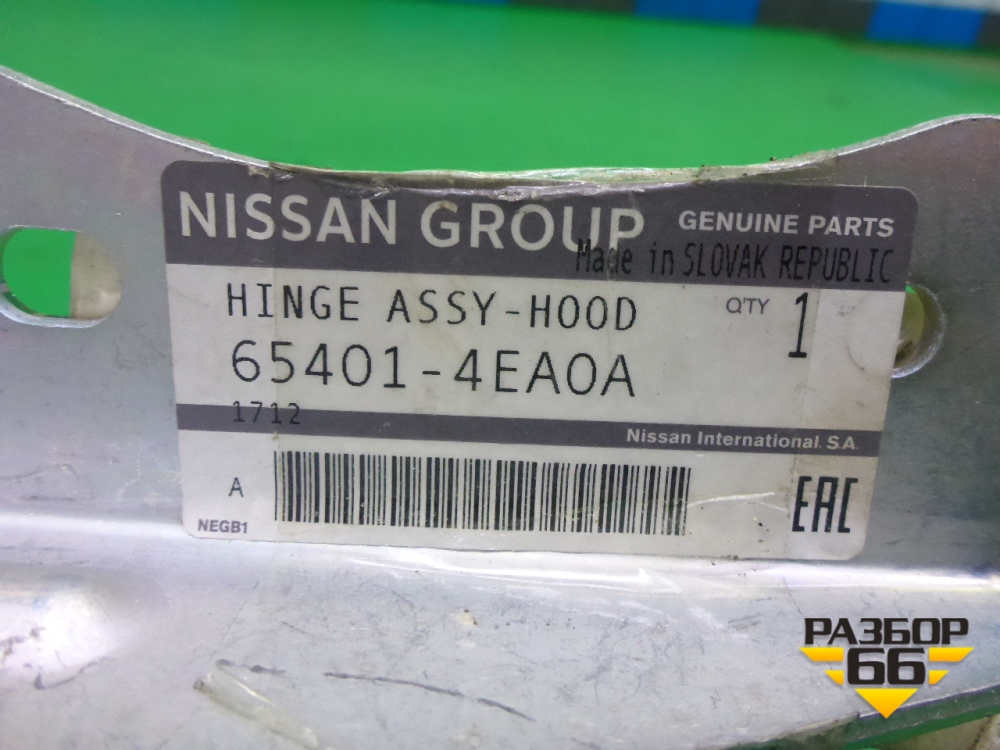 NISSAN GROUP GENUINE PARTS
Made in SLOVAK REPUBLIC
HINGE ASSY-HOOD Q'TY 1
65401-4EA0A
1712
Nissan International. S.A.
A
NEGB1
EAC
РАЗБОР
66